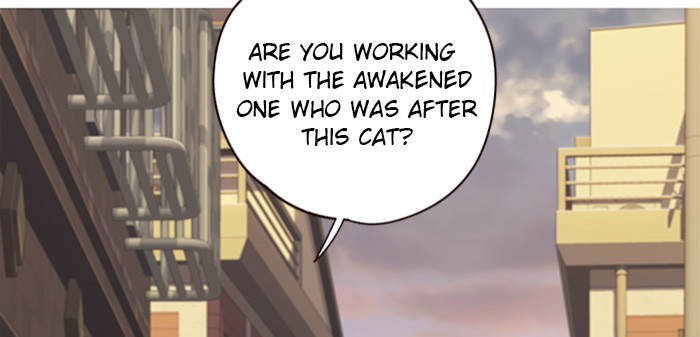 ARE YOU WORKING
WITH THE AWAKENED
ONE WHO WAS AFTER
THIS CAT?